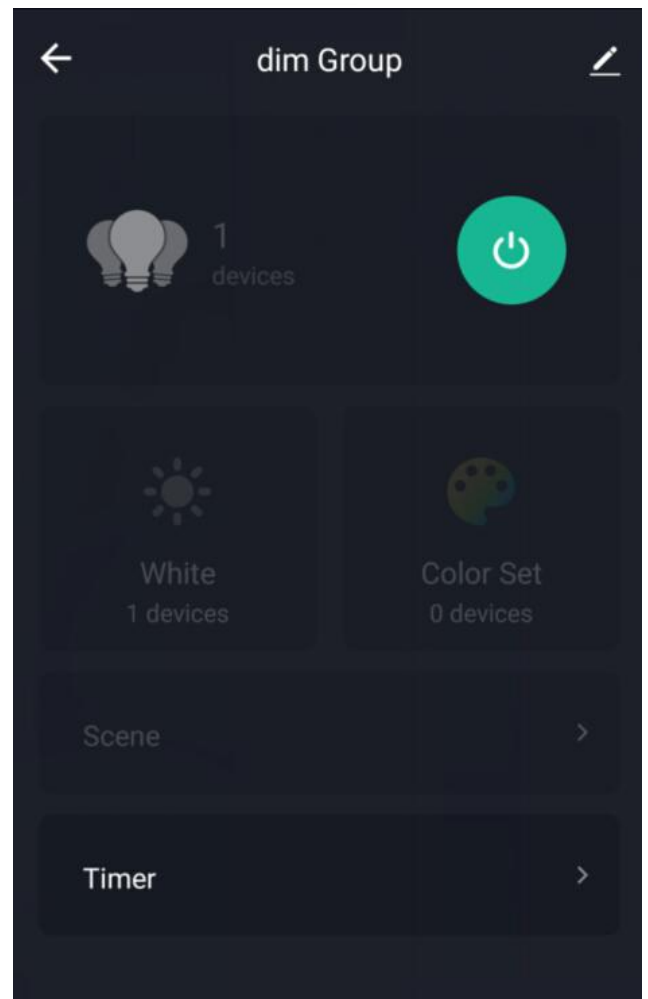 dim Group
1
devices
White
1 devices
Color Set
0 devices
Scene
Timer